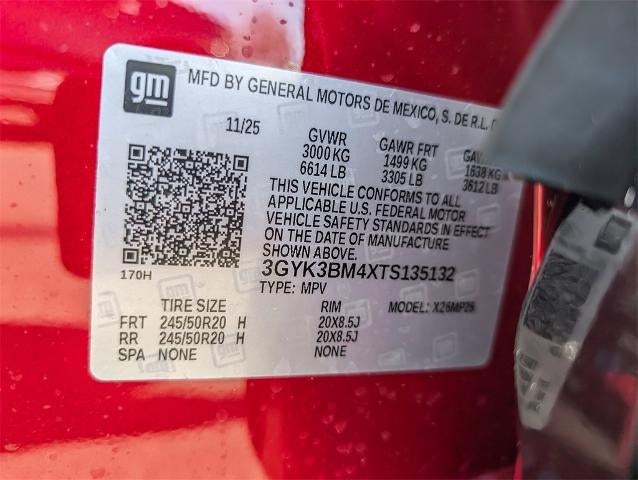 gm
MFD BY GENERAL MOTORS DE MEXICO, S. DE R.L.
11/25
GVWR GAWR FRT
3000 KG 1499 KG 1638 KG
6614 LB 3305 LB 3612 LB
THIS VEHICLE CONFORMS TO ALL
APPLICABLE U.S. FEDERAL MOTOR
VEHICLE SAFETY STANDARDS IN EFFECT
ON THE DATE OF MANUFACTURE
SHOWN ABOVE.
170H
3GYK3BM4XTS135132
TYPE: MPV
TIRE SIZE RIM MODEL: X26MP26
FRT 245/50R20 H 20X8.5J
RR 245/50R20 H 20X8.5J
SPA NONE NONE